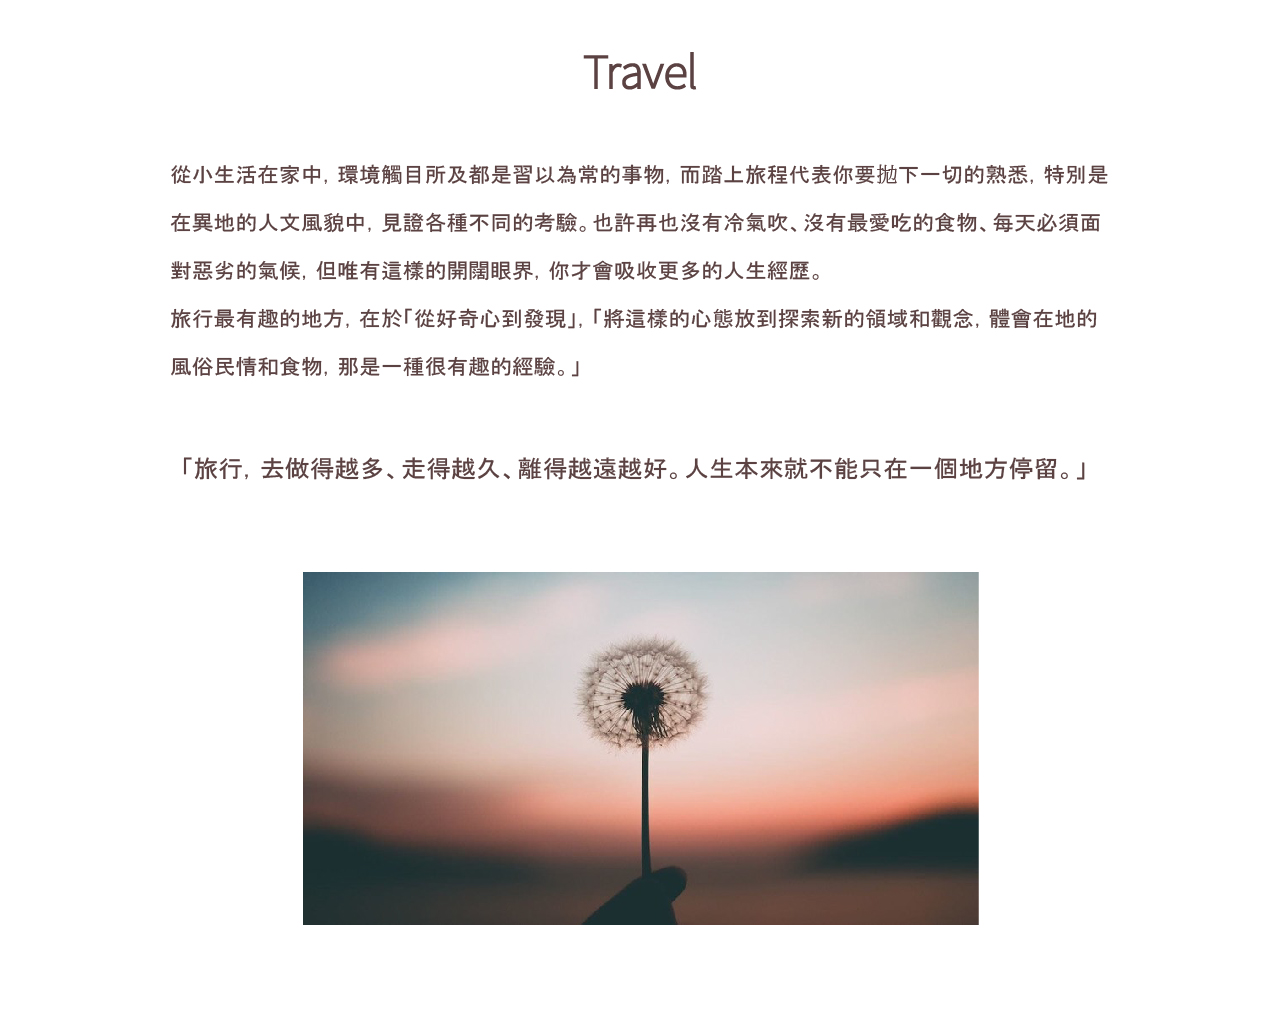 Travel
從小生活在家中, 環境觸目所及都是習以為常的事物, 而踏上旅程代表你要拋下一切的熟悉, 特別是
在異地的人文風貌中, 見證各種不同的考驗。也許再也沒有冷氣吹、沒有最愛吃的食物、每天必須面
對惡劣的氣候, 但唯有這樣的開闊眼界, 你才會吸收更多的人生經歷。
旅行最有趣的地方, 在於「從好奇心到發現」, 「將這樣的心態放到探索新的領域和觀念, 體會在地的
風俗民情和食物, 那是一種很有趣的經驗。」
「旅行, 去做得越多、走得越久、離得越遠越好。人生本來就不能只在一個地方停留。」